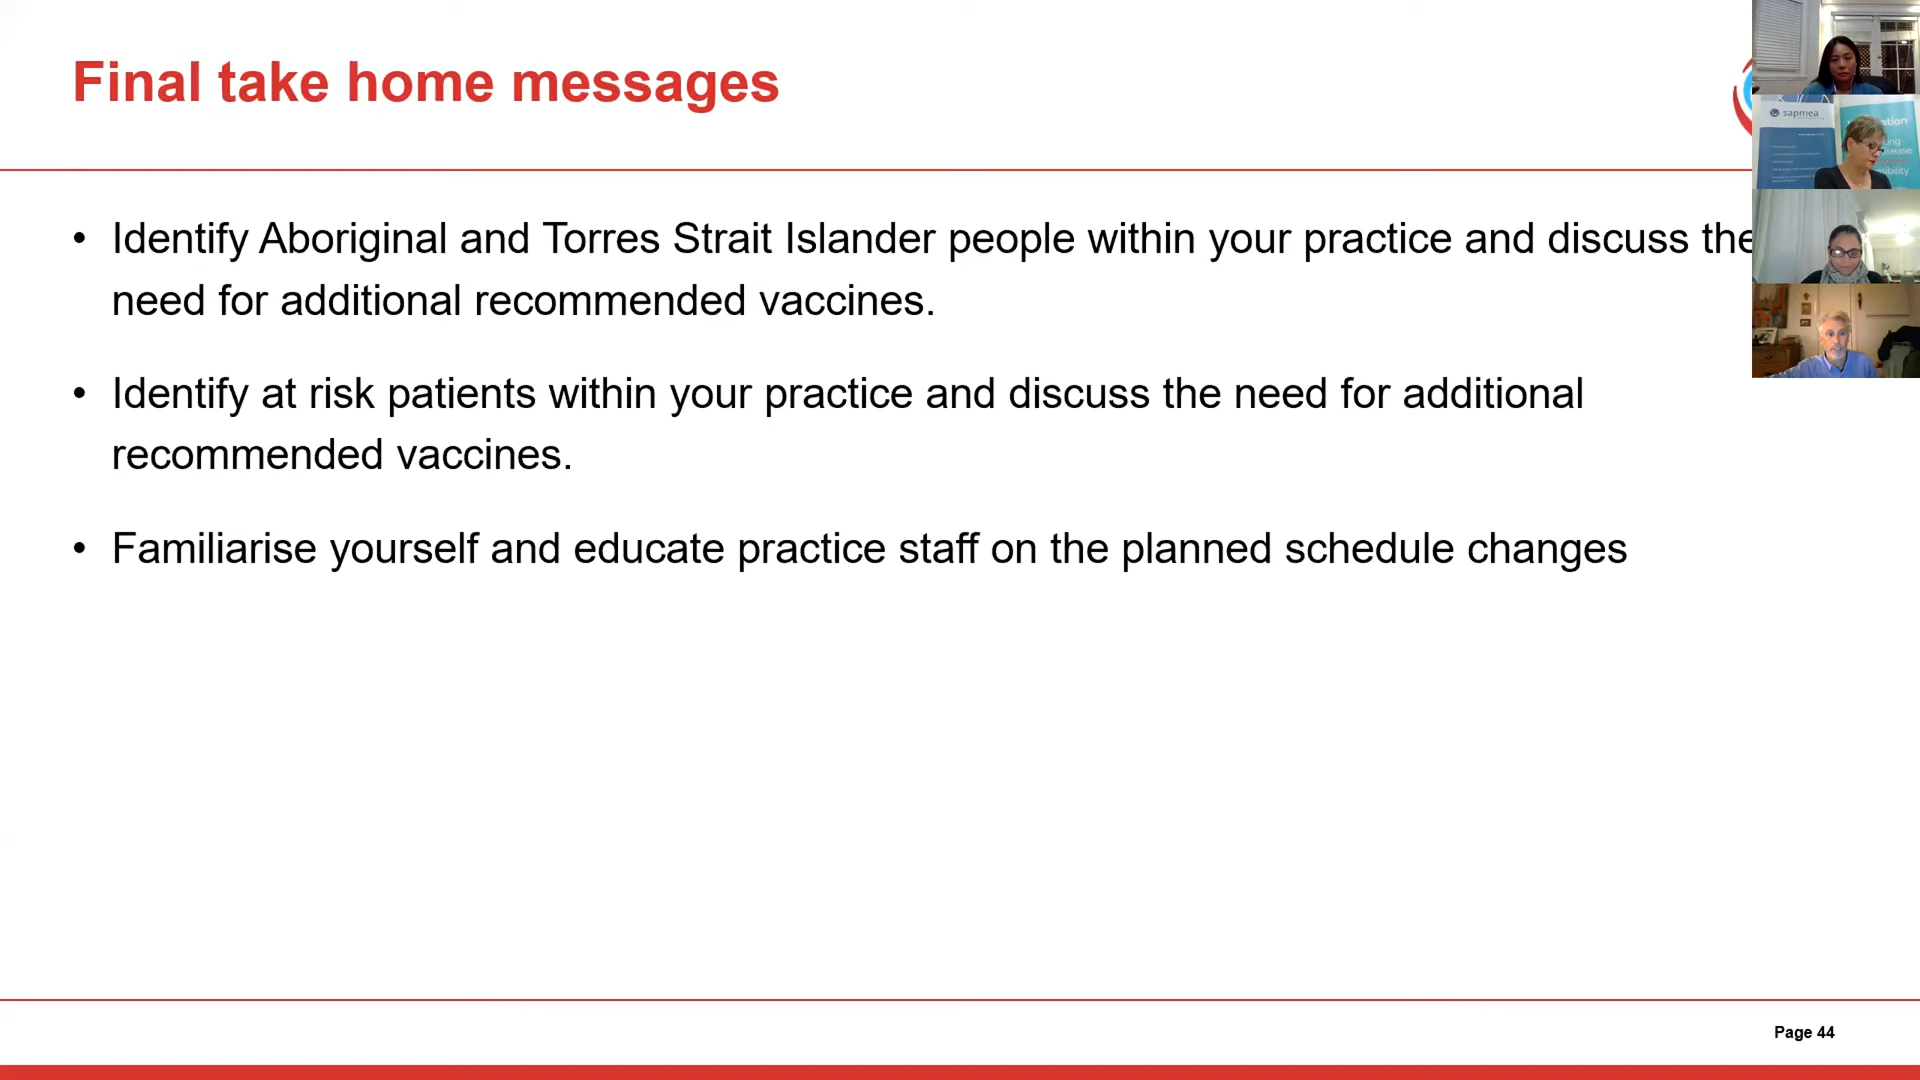 Final take home messages
• Identify Aboriginal and Torres Strait Islander people within your practice and discuss the
need for additional recommended vaccines.
• Identify at risk patients within your practice and discuss the need for additional
recommended vaccines.
• Familiarise yourself and educate practice staff on the planned schedule changes
sapmea
Page 44